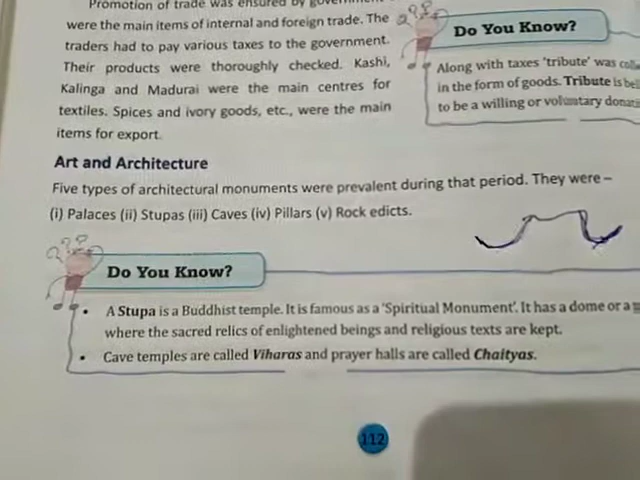 Promotion of trade was ensured by
were the main items of internal and foreign trade. The
traders had to pay various taxes to the government.
Their products were thoroughly checked. Kashi,
Kalinga and Madurai were the main centres for
textiles. Spices and ivory goods, etc., were the main
items for export.
Do You Know?
Along with taxes 'tribute' was
in the form of goods. Tribute is
to be a willing or voluntary
Art and Architecture
Five types of architectural monuments were prevalent during that period. They were –
(i) Palaces (ii) Stupas (iii) Caves (iv) Pillars (v) Rock edicts.
???
Do You Know?
• A Stupa is a Buddhist temple. It is famous as a 'Spiritual Monument'. It has a dome or a
where the sacred relics of enlightened beings and religious texts are kept.
• Cave temples are called Viharas and prayer halls are called Chaityas.
112